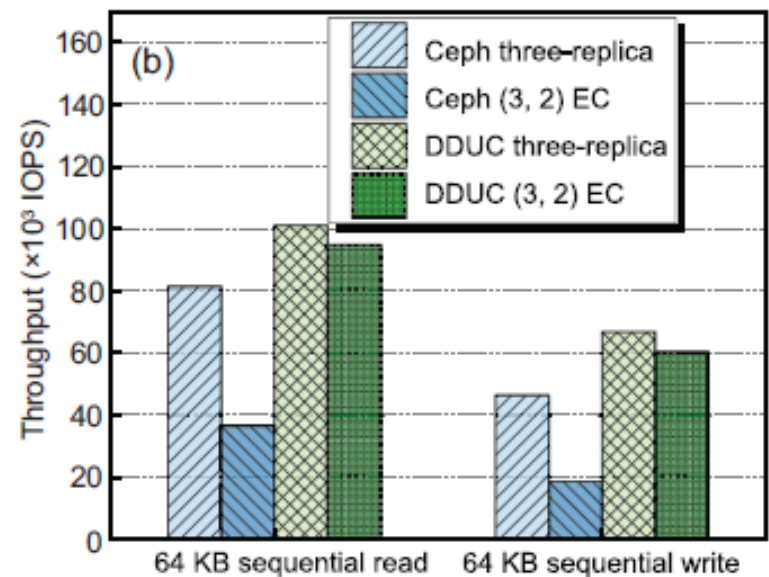 (b)
Ceph three-replica
Ceph (3, 2) EC
DDUC three-replica
DDUC (3, 2) EC
Throughput (×10³ IOPS)
160
140
120
100
80
60
40
20
0
64 KB sequential read
64 KB sequential write